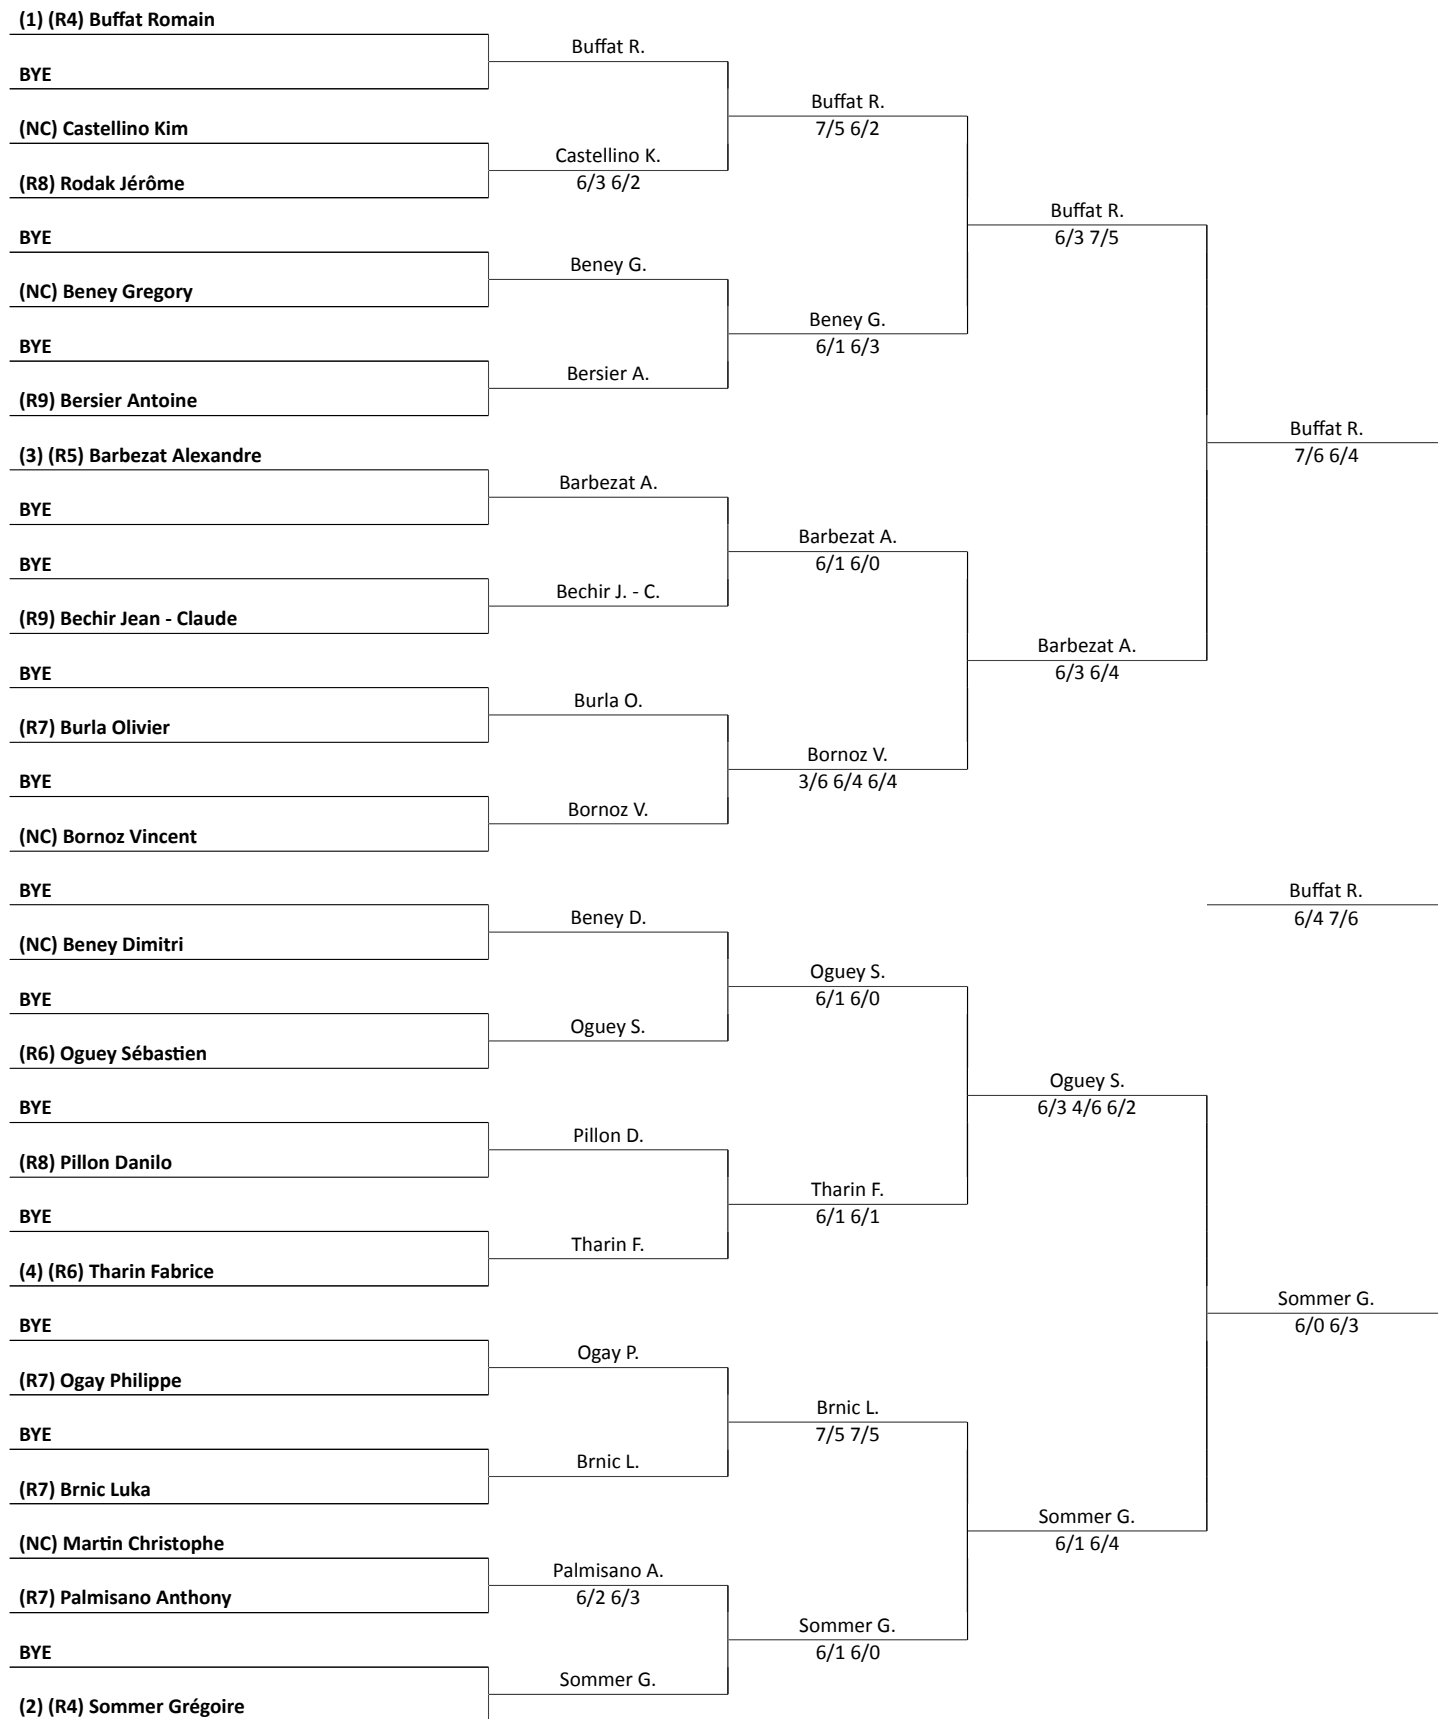 (1) (R4) Buffat Romain
Buffat R.
BYE
Buffat R.
7/5 6/2
(NC) Castellino Kim
Castellino K.
6/3 6/2
(R8) Rodak Jérôme
Buffat R.
6/3 7/5
BYE
Beney G.
(NC) Beney Gregory
Beney G.
6/1 6/3
BYE
Bersier A.
(R9) Bersier Antoine
Buffat R.
7/6 6/4
(3) (R5) Barbezat Alexandre
Barbezat A.
BYE
Barbezat A.
6/1 6/0
BYE
Bechir J. - C.
(R9) Bechir Jean - Claude
Barbezat A.
6/3 6/4
BYE
Burla O.
(R7) Burla Olivier
Bornoz V.
3/6 6/4 6/4
BYE
Bornoz V.
(NC) Bornoz Vincent
BYE
Buffat R.
6/4 7/6
Beney D.
(NC) Beney Dimitri
Oguey S.
6/1 6/0
BYE
Oguey S.
(R6) Oguey Sébastien
Oguey S.
6/3 4/6 6/2
BYE
Pillon D.
(R8) Pillon Danilo
Tharin F.
6/1 6/1
BYE
Tharin F.
(4) (R6) Tharin Fabrice
Sommer G.
6/0 6/3
BYE
Ogay P.
(R7) Ogay Philippe
Brnic L.
7/5 7/5
BYE
Brnic L.
(R7) Brnic Luka
Sommer G.
6/1 6/4
(NC) Martin Christophe
Palmisano A.
6/2 6/3
(R7) Palmisano Anthony
Sommer G.
6/1 6/0
BYE
Sommer G.
(2) (R4) Sommer Grégoire